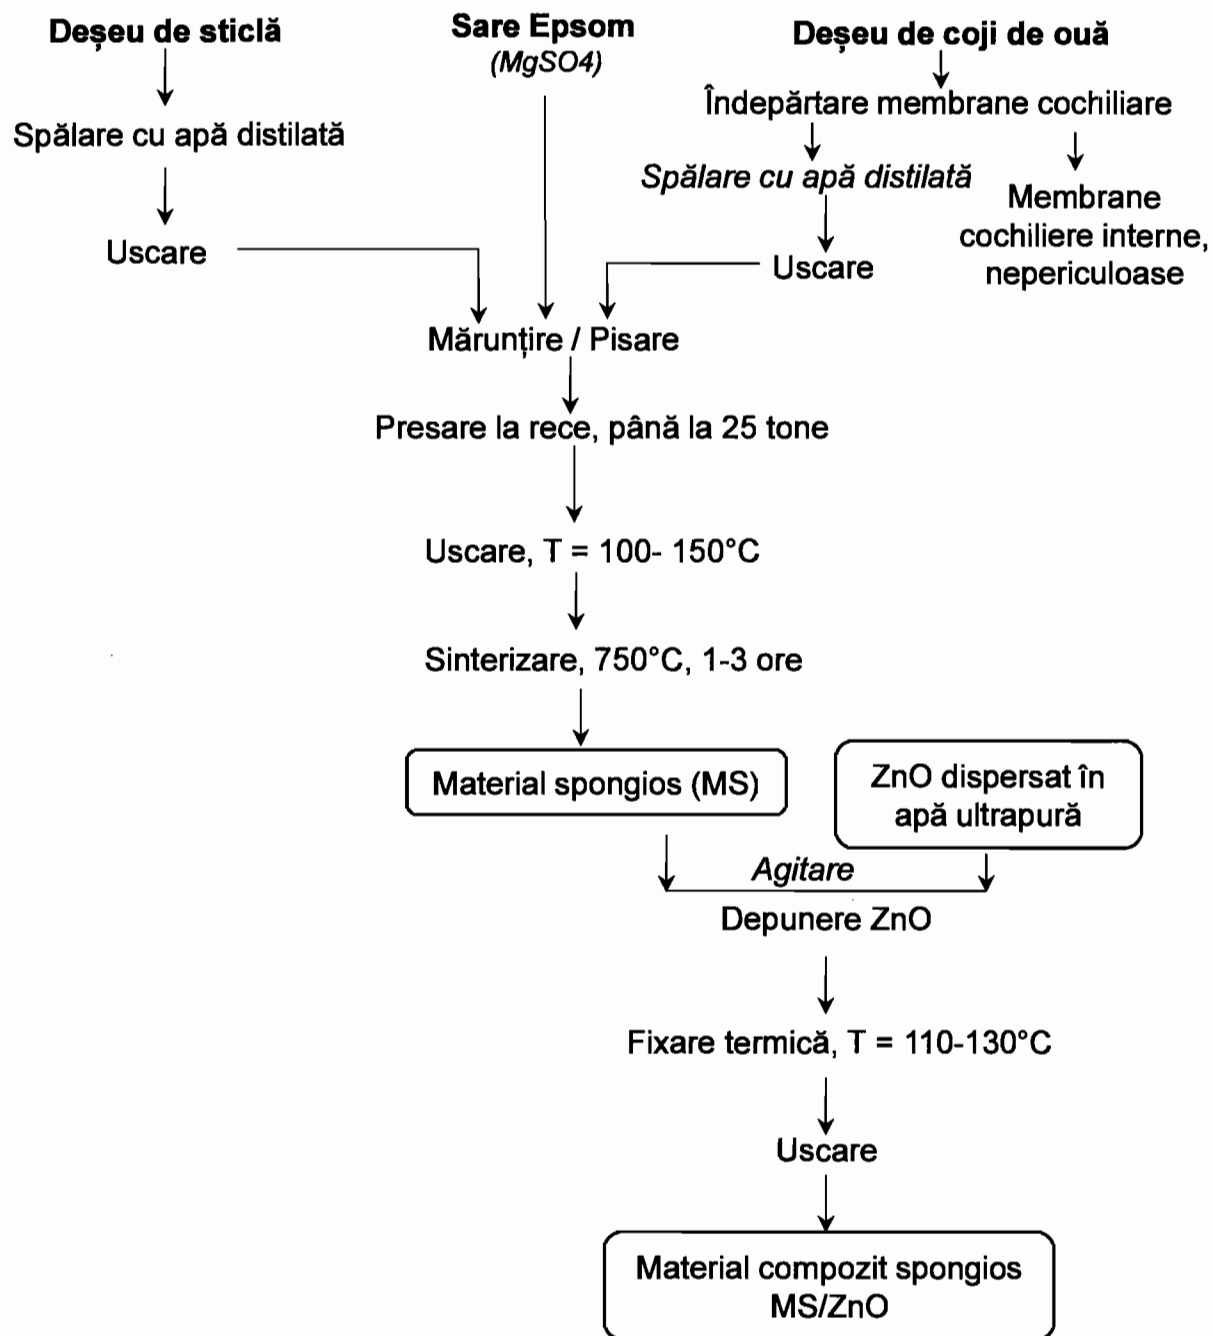 Deșeu de sticlă
Sare Epsom
(MgSO4)
Deșeu de coji de ouă
Îndepărtare membrane cochiliare
Spălare cu apă distilată
Spălare cu apă distilată
Membrane
cochiliere interne,
nepericuloase
Uscare
Uscare
Mărunțire / Pisare
Presare la rece, până la 25 tone
Uscare, T = 100- 150°C
Sinterizare, 750°C, 1-3 ore
Material spongios (MS)
ZnO dispersat în
apă ultrapură
Agitare
Depunere ZnO
Fixare termică, T = 110-130°C
Uscare
Material compozit spongios
MS/ZnO